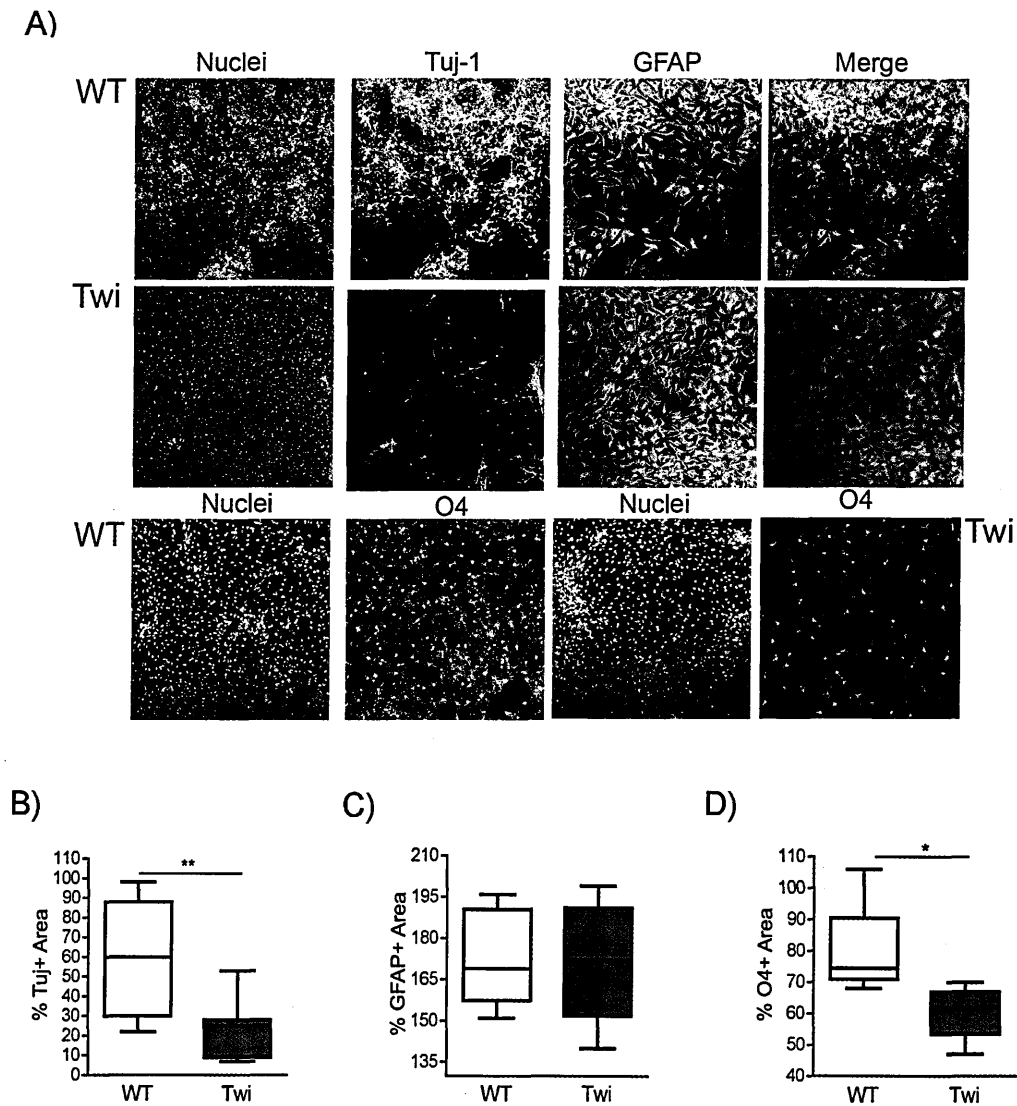 A)
Nuclei Tuj-1 GFAP Merge
WT
Twi
Nuclei O4 Nuclei O4
WT Twi
B) C) D)
**
110
100
90
80
70
60
50
40
30
20
10
0
% Tuj+ Area
WT Twi
210
195
180
165
150
135
% GFAP+ Area
WT Twi
*
110
100
90
80
70
60
50
40
% O4+ Area
WT Twi